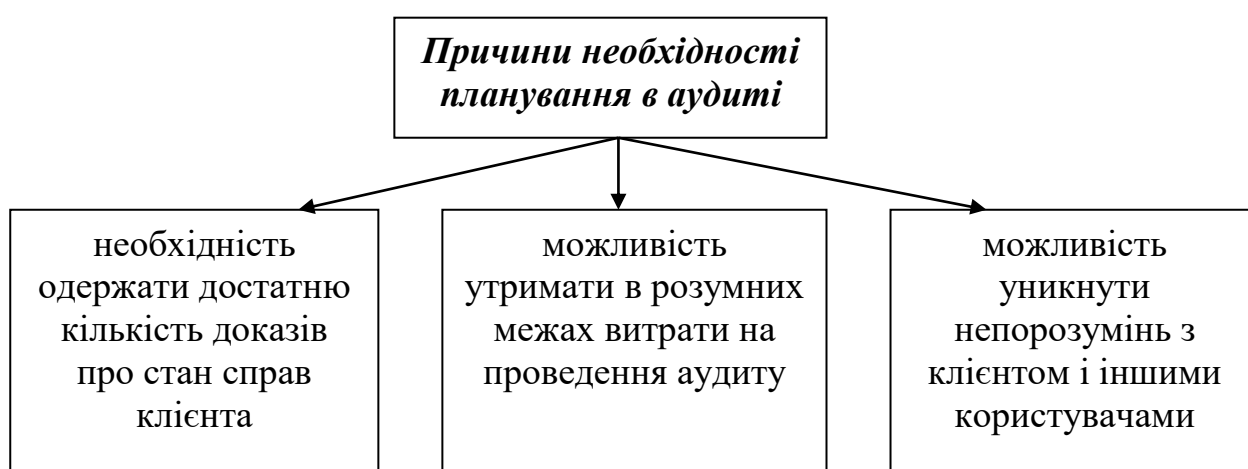 Причини необхідності
планування в аудиті
необхідність
одержати достатню
кількість доказів
про стан справ
клієнта
можливість
утримати в розумних
межах витрати на
проведення аудиту
можливість
уникнути
непорозумінь з
клієнтом і іншими
користувачами